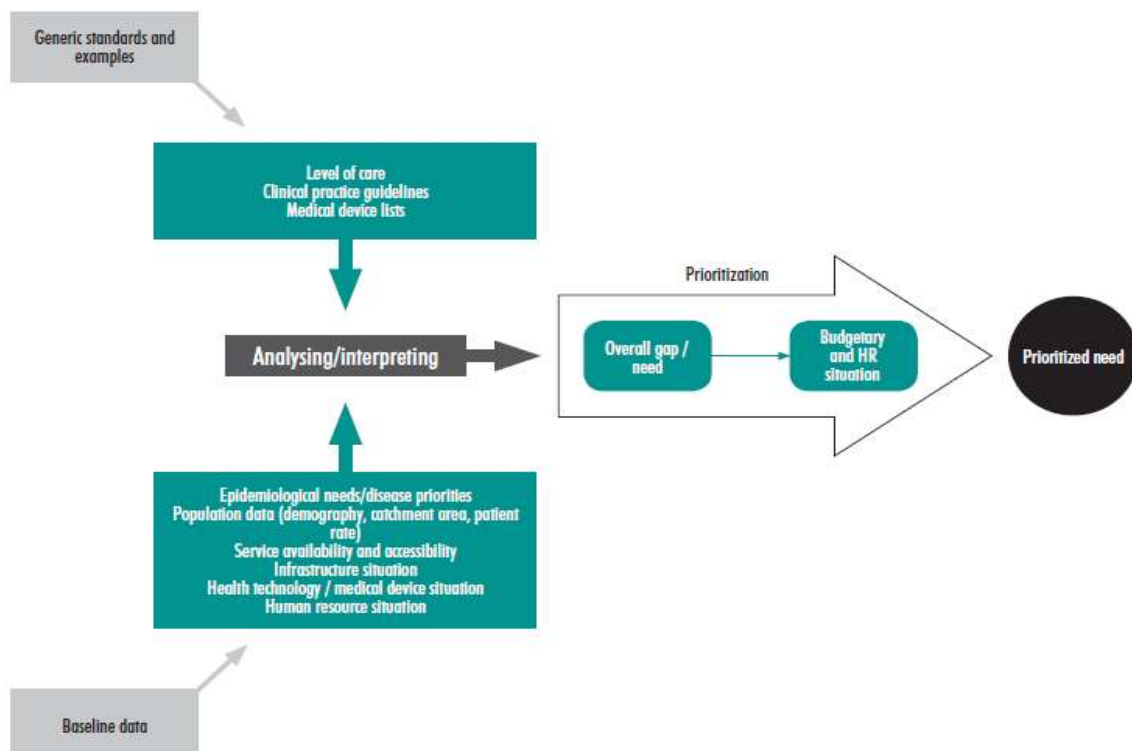 Generic standards and
examples
Level of care
Clinical practice guidelines
Medical device lists
Prioritization
Analysing/interpreting
Overall gap /
need
Budgetary
and HR
situation
Prioritized need
Epidemiological needs/disease priorities
Population data (demography, catchment area, patient
rate)
Service availability and accessibility
Infrastructure situation
Health technology / medical device situation
Human resource situation
Baseline data